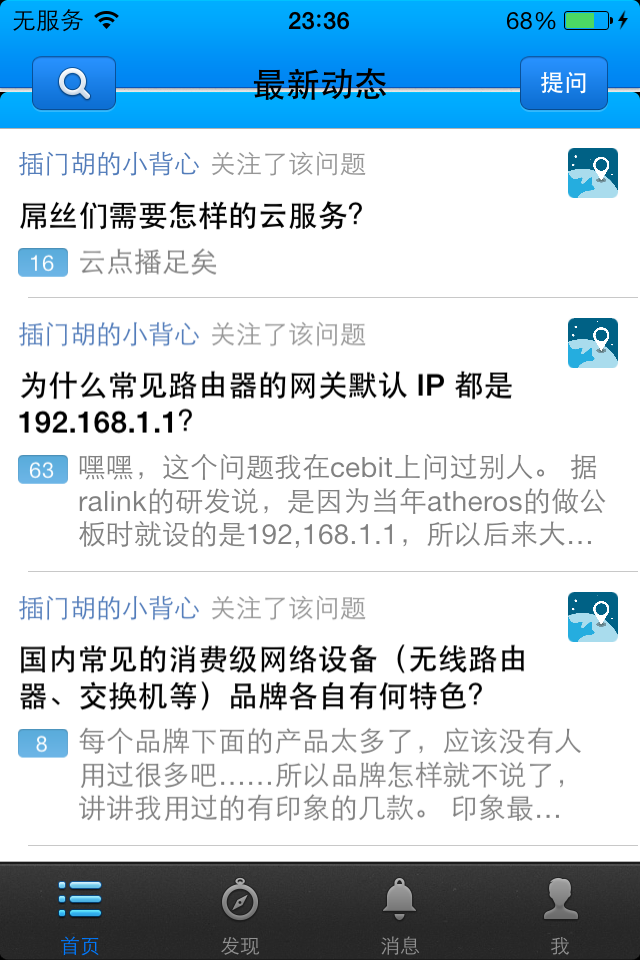 无服务 23:36 68%
最新动态 提问
插门胡的小背心 关注了该问题
屌丝们需要怎样的云服务?
16 云点播足矣
插门胡的小背心 关注了该问题
为什么常见路由器的网关默认 IP 都是
192.168.1.1?
63 嘿嘿，这个问题我在cebit上问过别人。 据
ralink的研发说，是因为当年atheros的做公
板时就设的是192,168.1.1，所以后来大…
插门胡的小背心 关注了该问题
国内常见的消费级网络设备（无线路由
器、交换机等）品牌各自有何特色?
8 每个品牌下面的产品太多了，应该没有人
用过很多吧……所以品牌怎样就不说了，
讲讲我用过的有印象的几款。 印象最…
首页 发现 消息 我